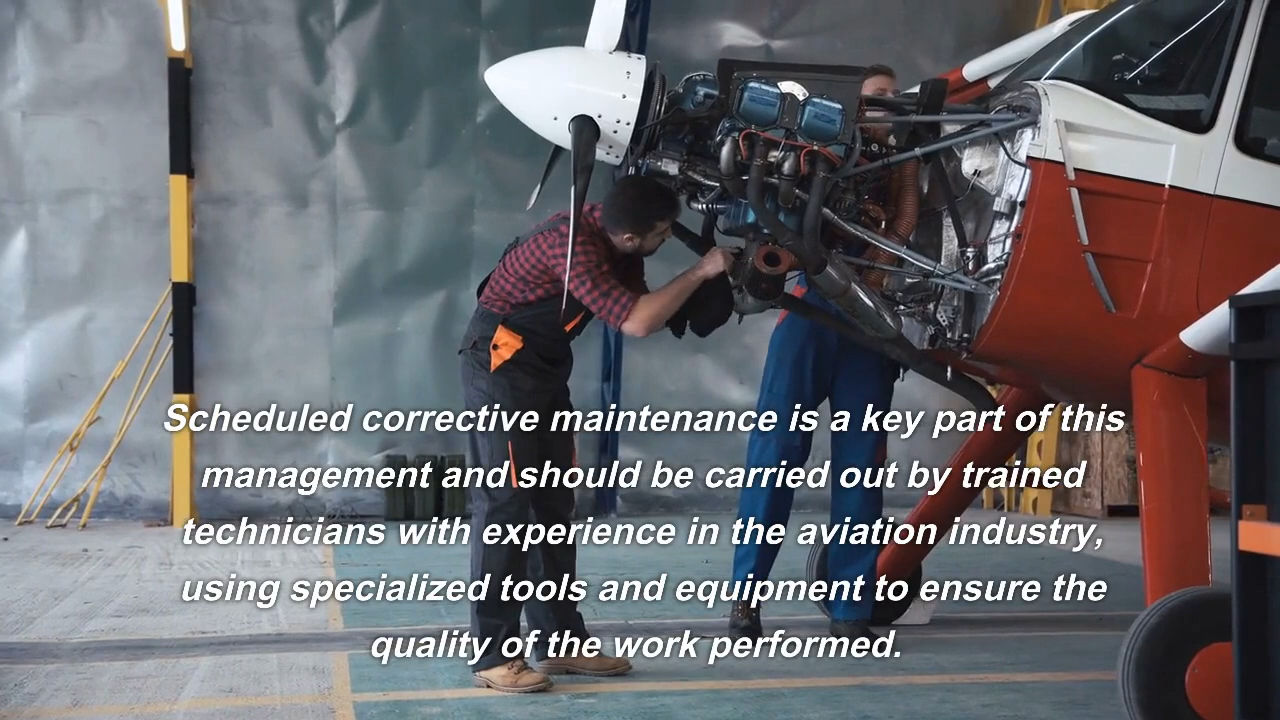 Scheduled corrective maintenance is a key part of this
management and should be carried out by trained
technicians with experience in the aviation industry,
using specialized tools and equipment to ensure the
quality of the work performed.